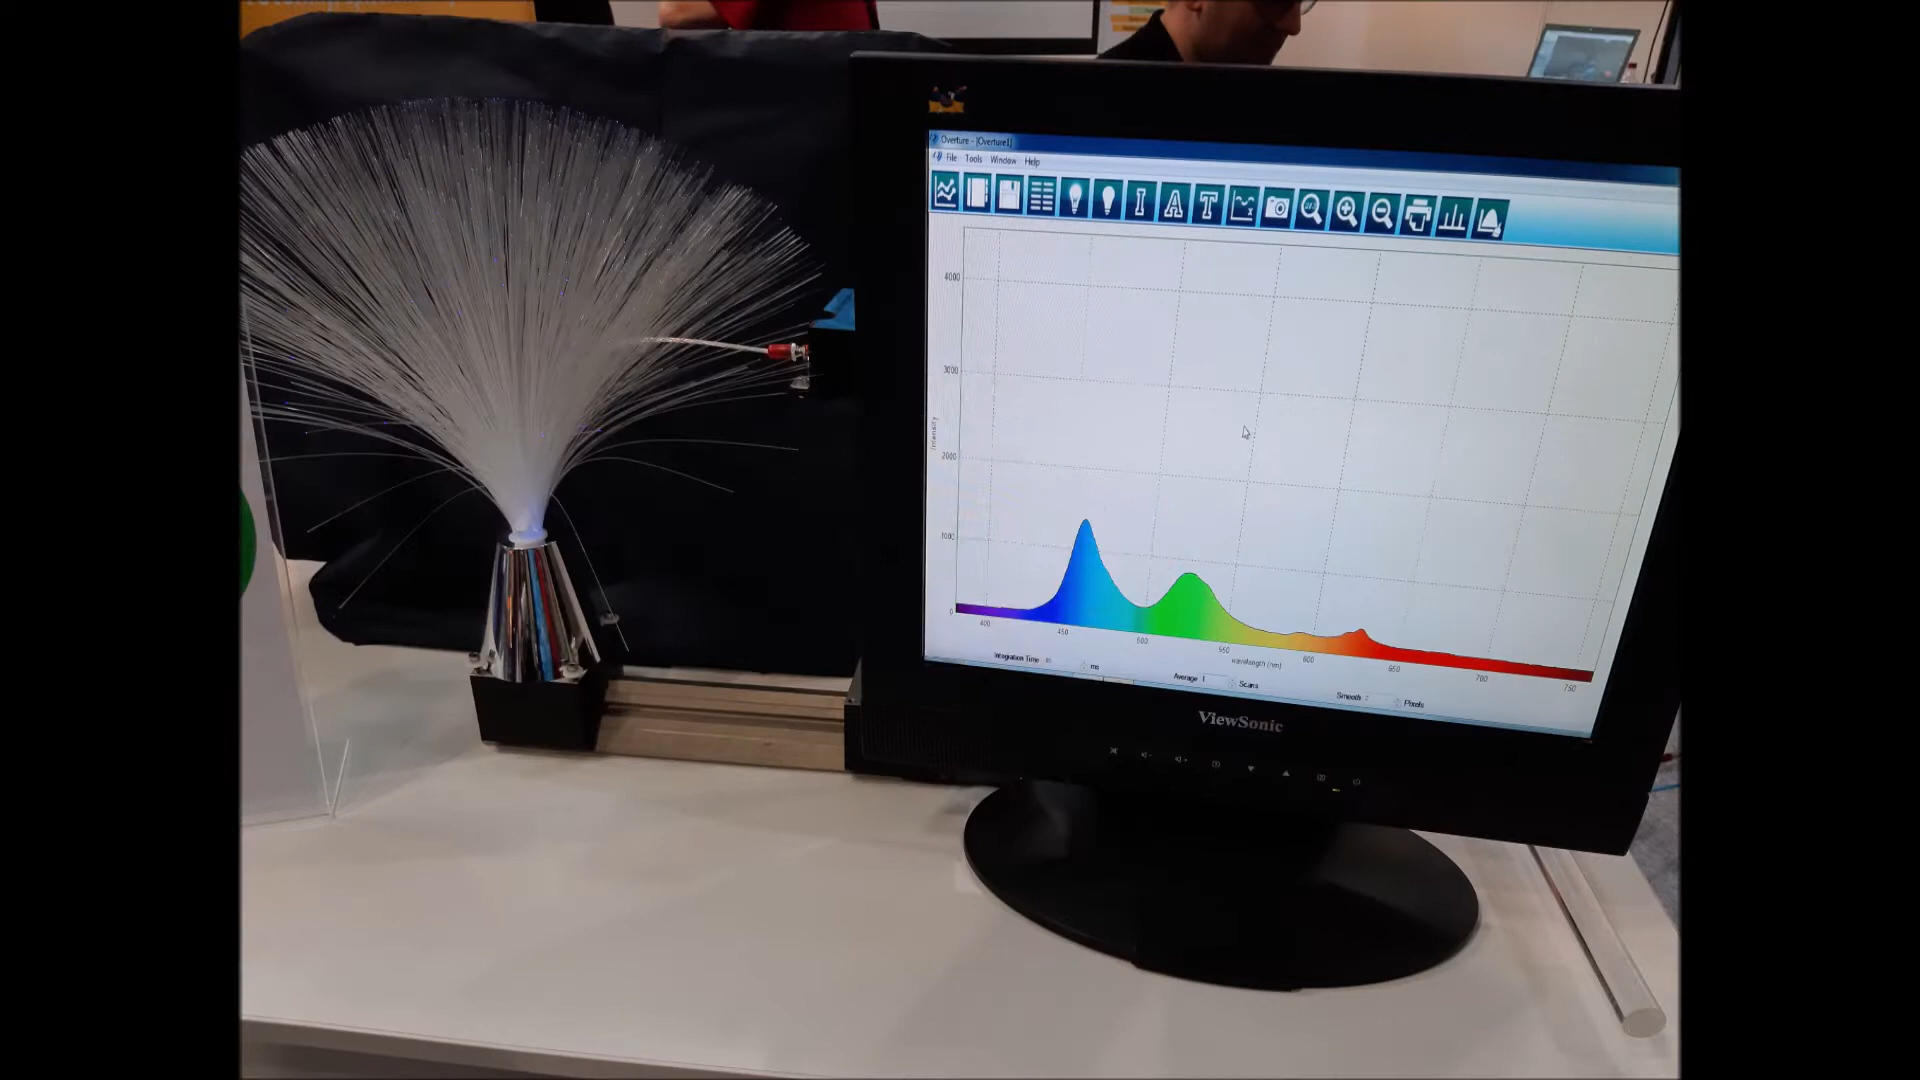 Overture - [Overture1]
File Tools Window Help
I A T
4000
3000
2000
1000
0
Intensity
400 450 500 550 600 650 700 750
wavelength (nm)
Integration Time ms
Average 1 Scans
Smooth Pixels
ViewSonic